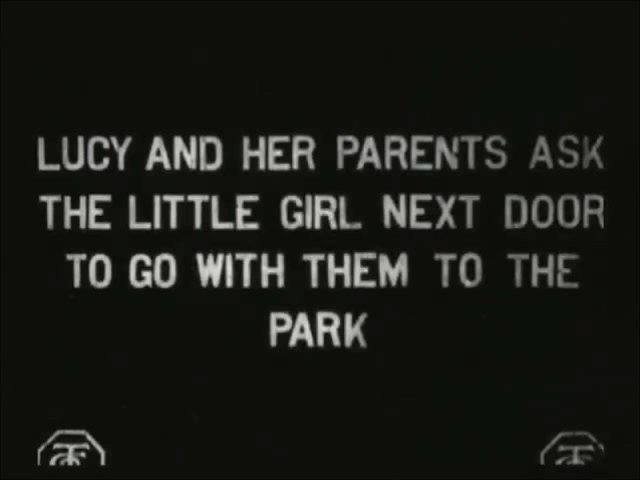 LUCY AND HER PARENTS ASK
THE LITTLE GIRL NEXT DOOR
TO GO WITH THEM TO THE
PARK